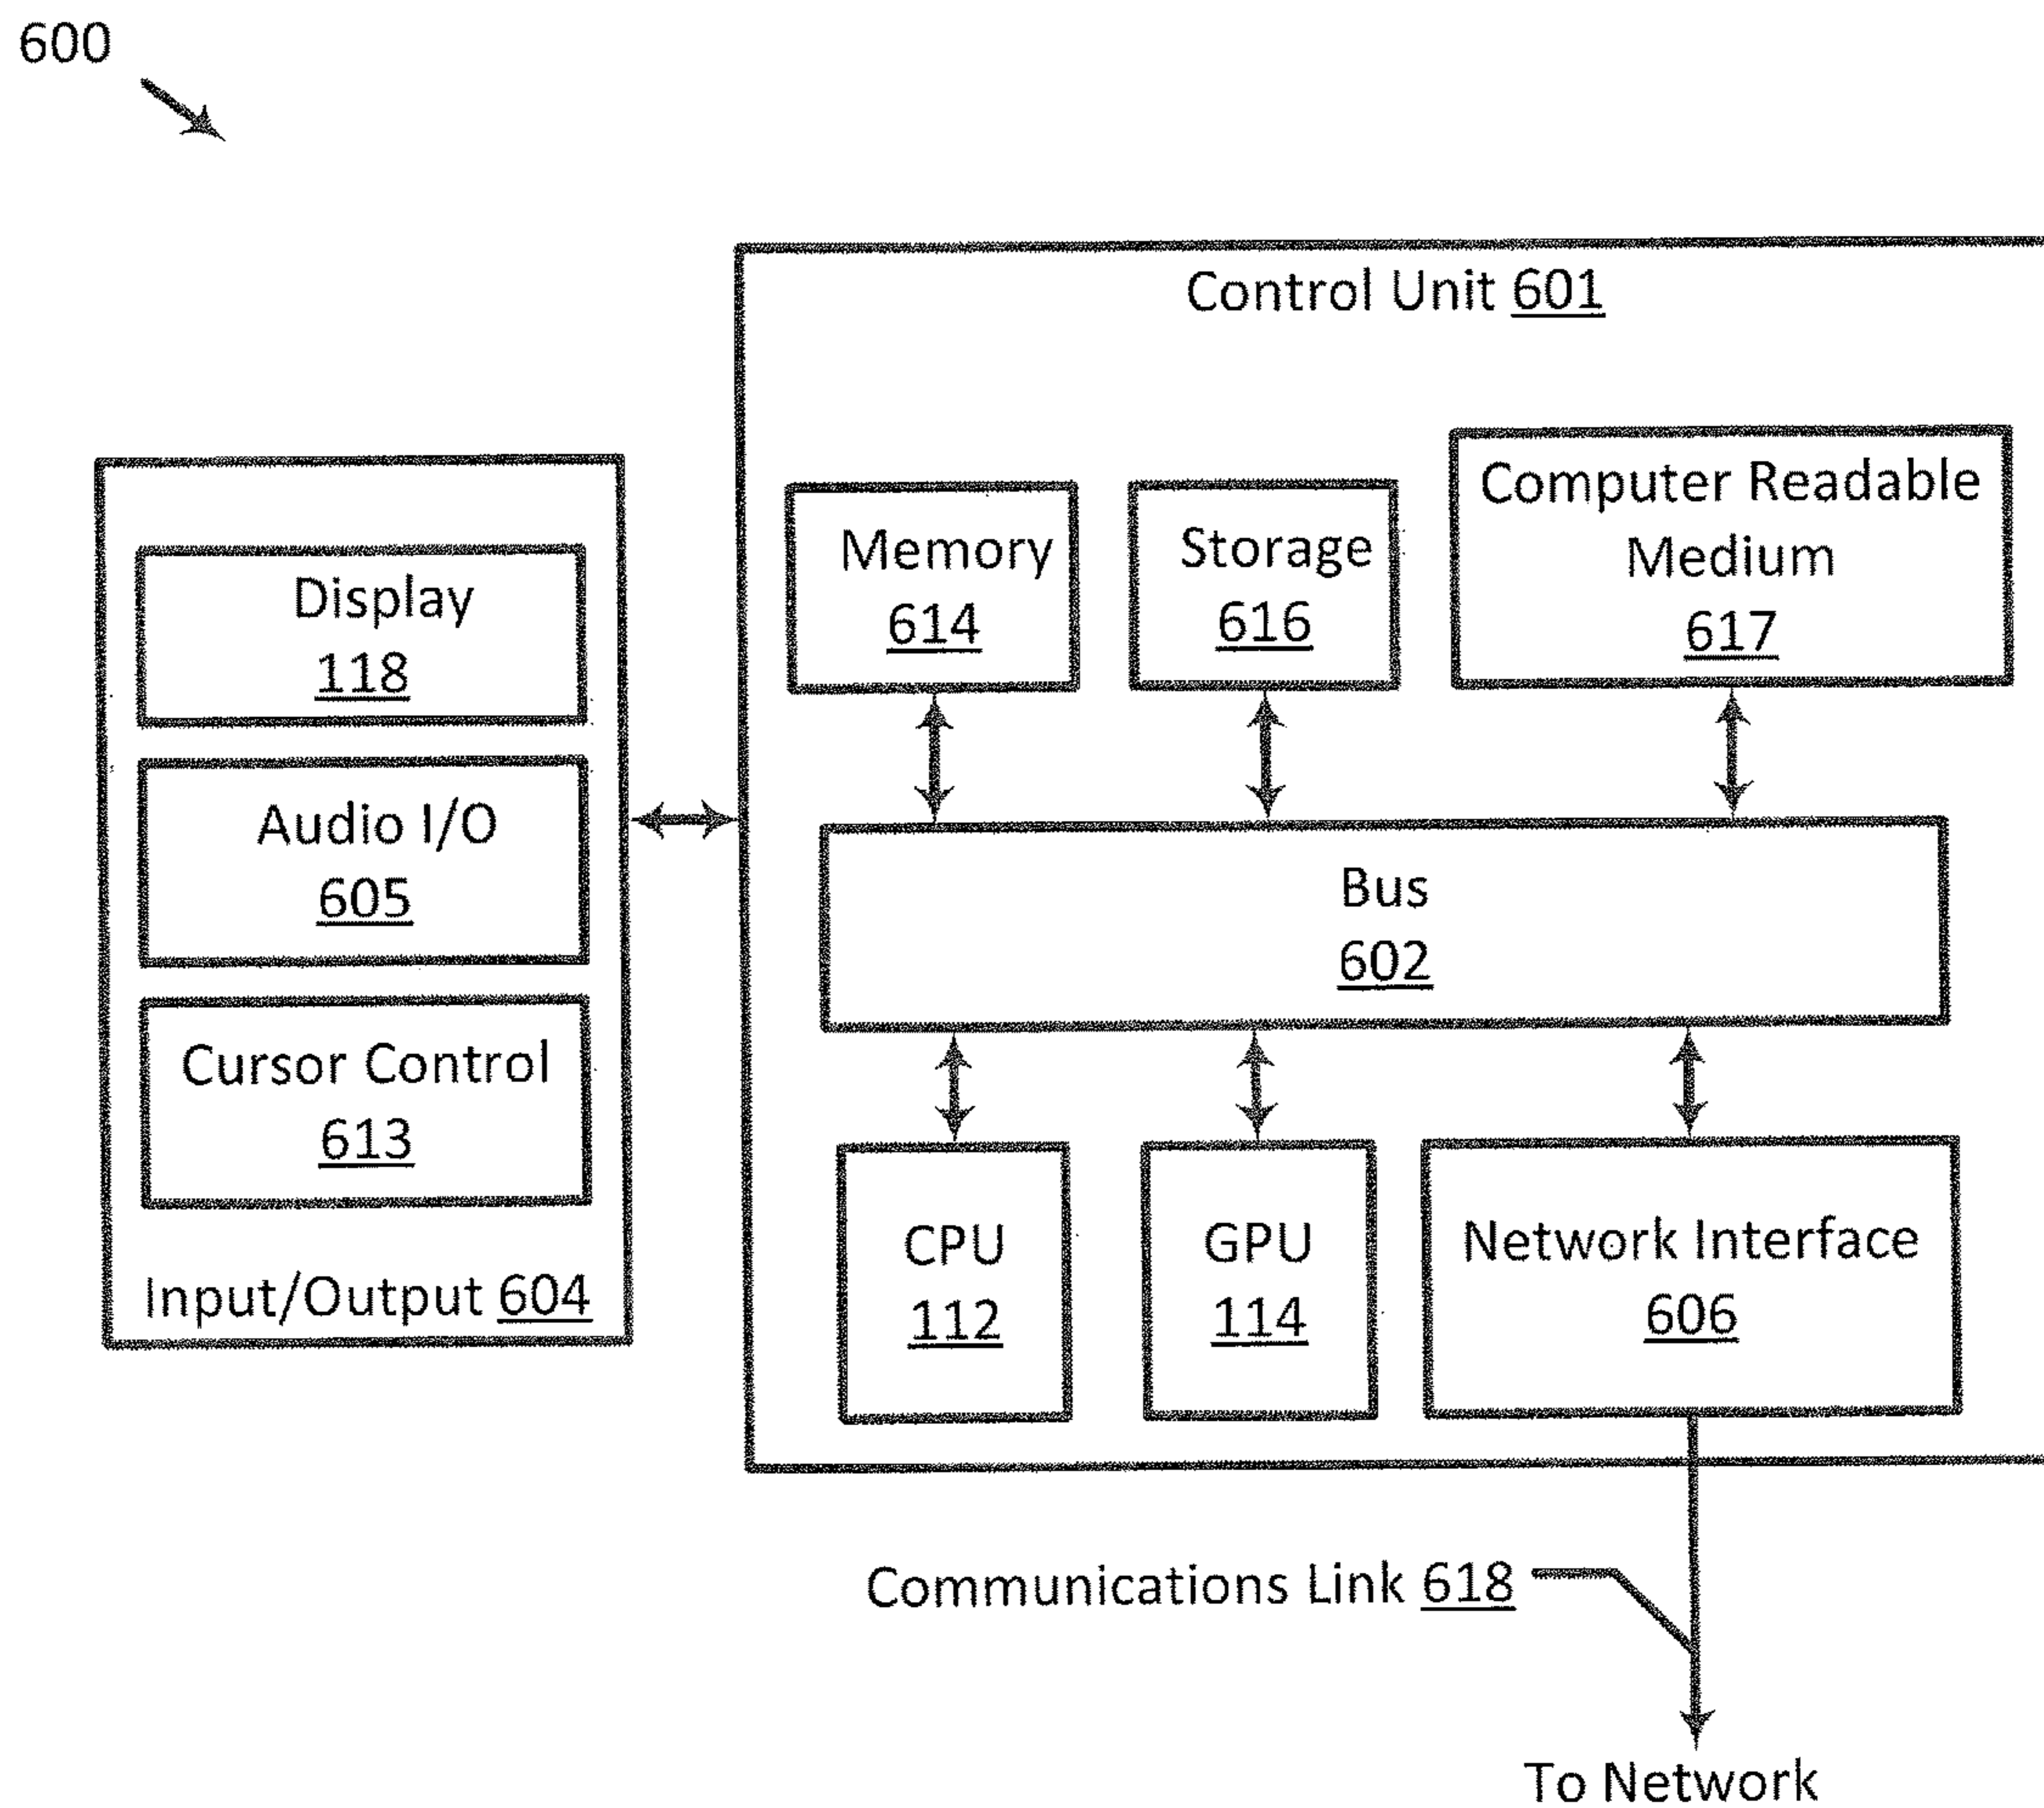 600
Control Unit 601
Memory
614
Storage
616
Computer Readable
Medium
617
Display
118
Audio I/O
605
Cursor Control
613
Input/Output 604
Bus
602
CPU
112
GPU
114
Network Interface
606
Communications Link 618
To Network